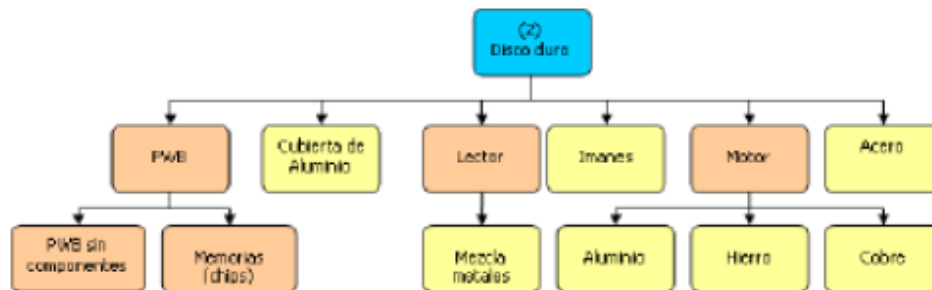 (2)
Disco duro
PWB
Cubierta de
Aluminio
Lector
Imanes
Motor
Acero
PWB sin
componentes
Memorias
(chips)
Mezcla
metales
Aluminio
Hierro
Cobre